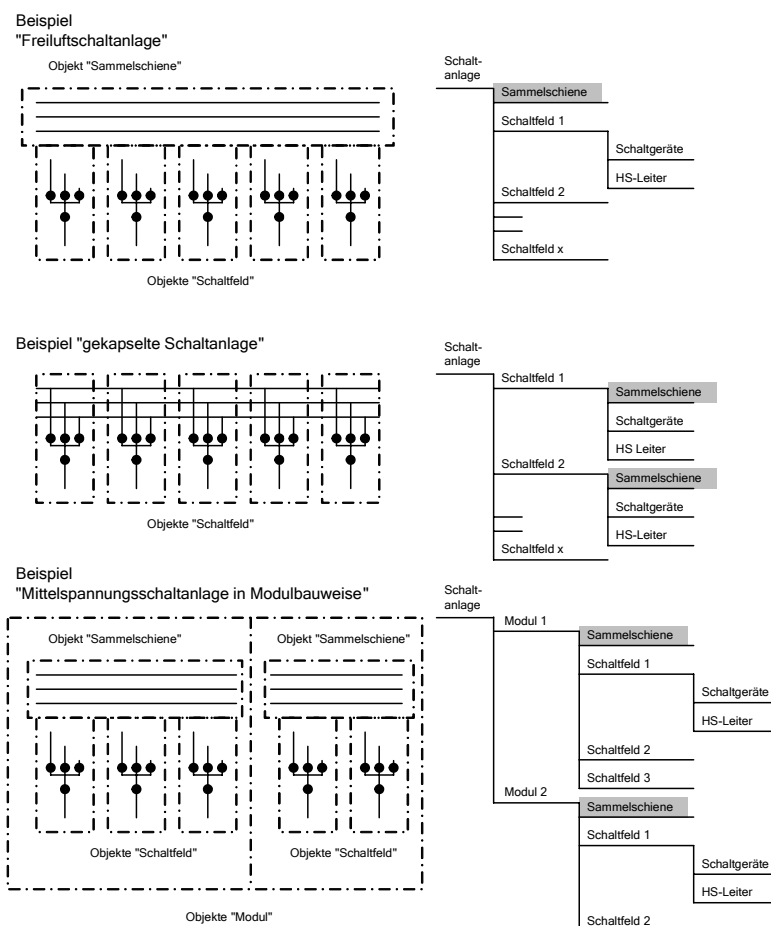 Beispiel
"Freiluftschaltanlage"
Objekt "Sammelschiene"
Objekte "Schaltfeld"
Schalt-
anlage
Sammelschiene
Schaltfeld 1
Schaltgeräte
HS-Leiter
Schaltfeld 2
Schaltfeld x
Beispiel "gekapselte Schaltanlage"
Objekte "Schaltfeld"
Schalt-
anlage
Schaltfeld 1
Sammelschiene
Schaltgeräte
HS Leiter
Schaltfeld 2
Sammelschiene
Schaltgeräte
HS-Leiter
Schaltfeld x
Beispiel
"Mittelspannungsschaltanlage in Modulbauweise"
Objekt "Sammelschiene"
Objekt "Sammelschiene"
Objekte "Schaltfeld"
Objekte "Schaltfeld"
Objekte "Modul"
Schalt-
anlage
Modul 1
Sammelschiene
Schaltfeld 1
Schaltgeräte
HS-Leiter
Schaltfeld 2
Schaltfeld 3
Modul 2
Sammelschiene
Schaltfeld 1
Schaltgeräte
HS-Leiter
Schaltfeld 2